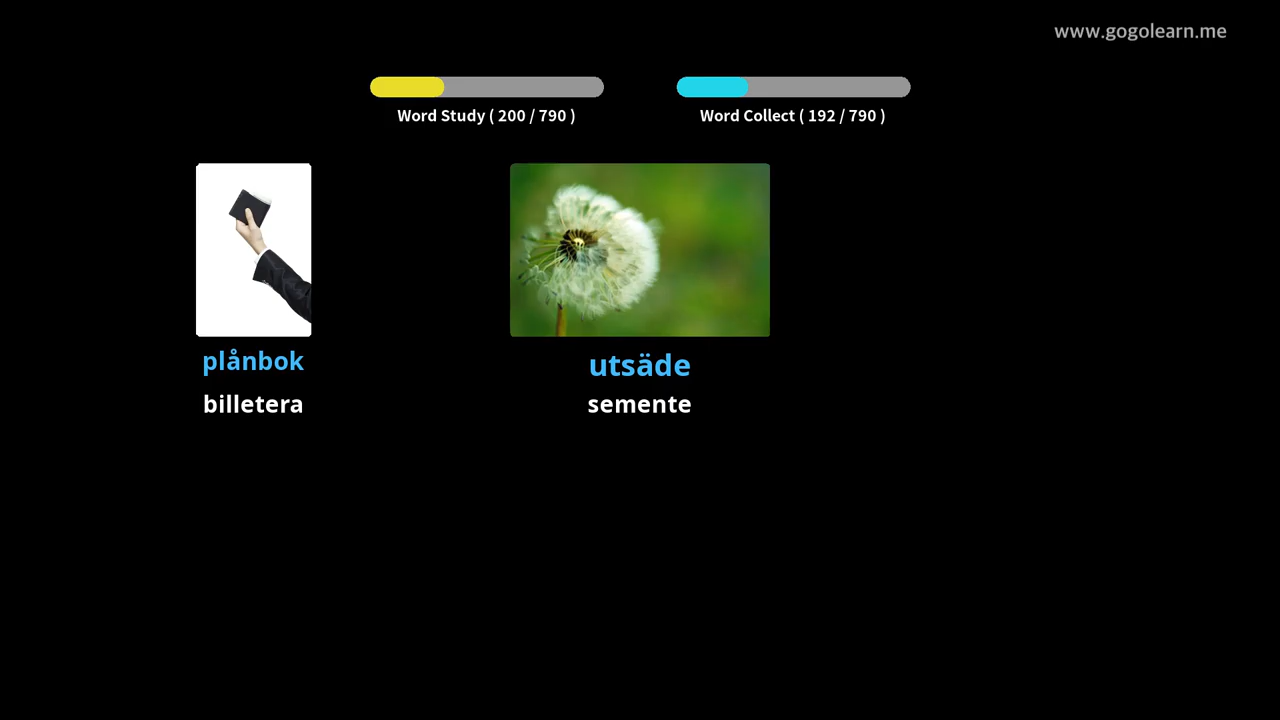 www.gogolearn.me
Word Study ( 200 / 790 )
Word Collect ( 192 / 790 )
plånbok
billetera
utsäde
semente